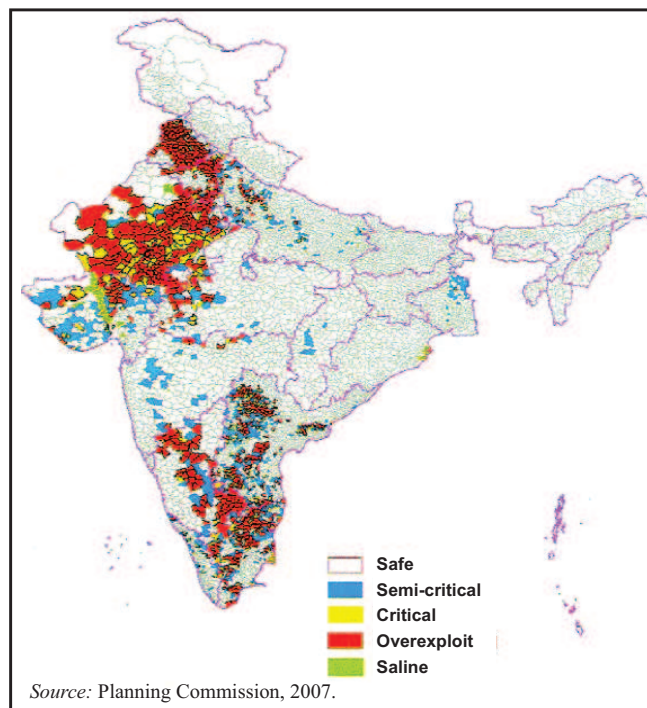 Safe
Semi-critical
Critical
Overexploit
Saline
Source: Planning Commission, 2007.